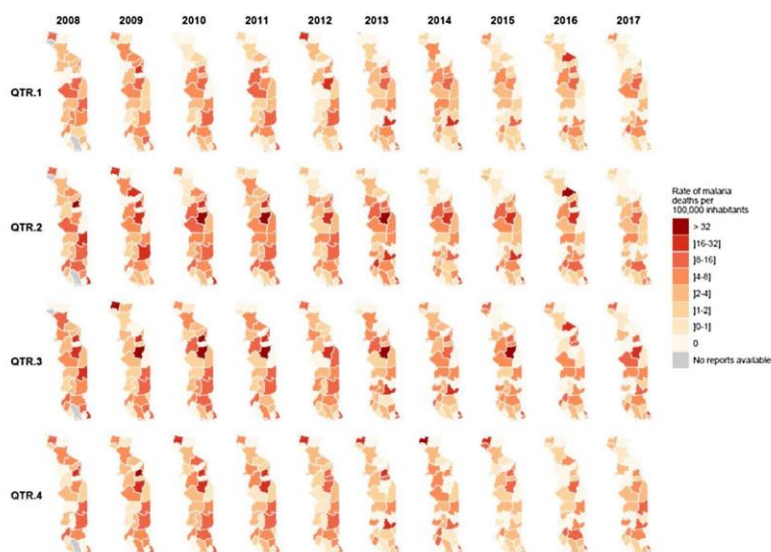 2008 2009 2010 2011 2012 2013 2014 2015 2016 2017
QTR.1
QTR.2
Rate of malaria
deaths per
100,000 inhabitants
> 32
]16-32]
]8-16]
]4-8]
]2-4]
]1-2]
]0-1]
0
No reports available
QTR.3
QTR.4